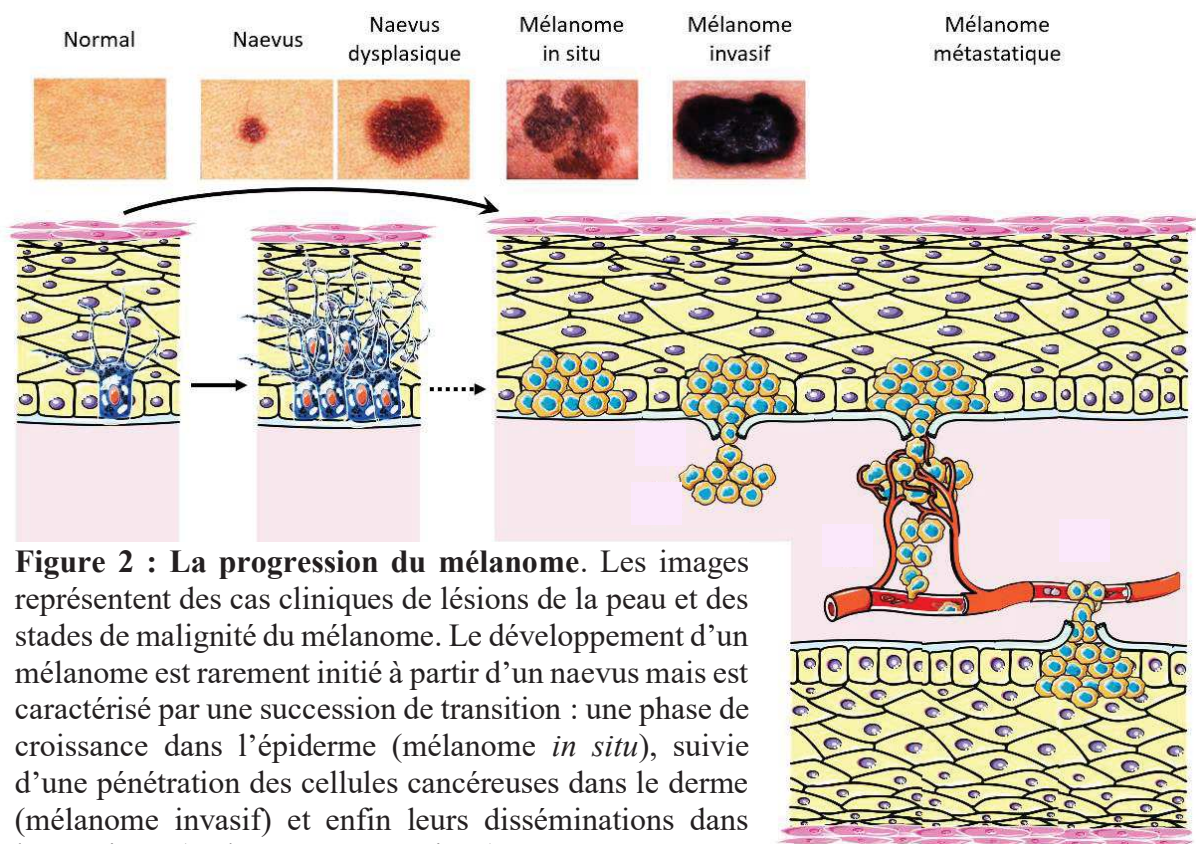 Normal
Naevus
Naevus
dysplasique
Mélanome
in situ
Mélanome
invasif
Mélanome
métastatique
Figure 2 : La progression du mélanome. Les images
représentent des cas cliniques de lésions de la peau et des
stades de malignité du mélanome. Le développement d’un
mélanome est rarement initié à partir d’un naevus mais est
caractérisé par une succession de transition : une phase de
croissance dans l’épiderme (mélanome in situ), suivie
d’une pénétration des cellules cancéreuses dans le derme
(mélanome invasif) et enfin leurs disséminations dans